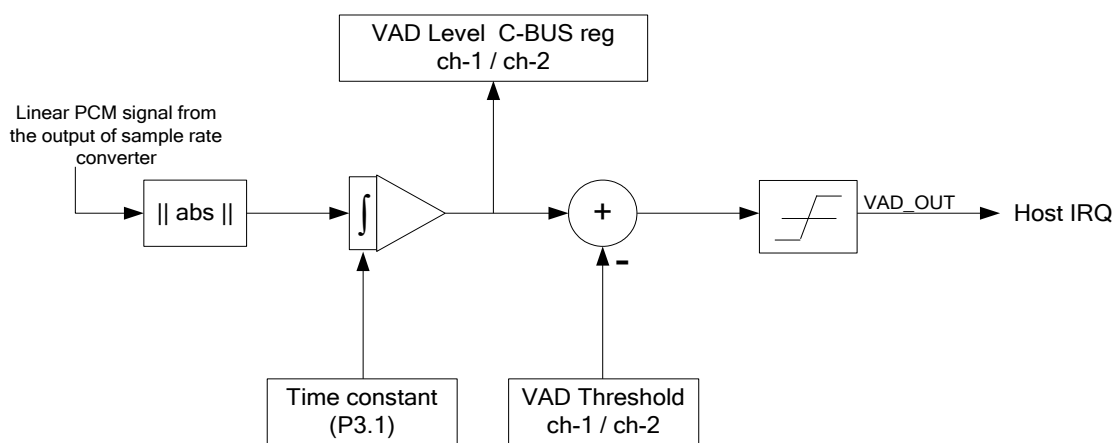 VAD Level  C-BUS reg
ch-1 / ch-2
Linear PCM signal from
the output of sample rate
converter
|| abs ||
∫
+
-
VAD_OUT
Host IRQ
Time constant
(P3.1)
VAD Threshold
ch-1 / ch-2